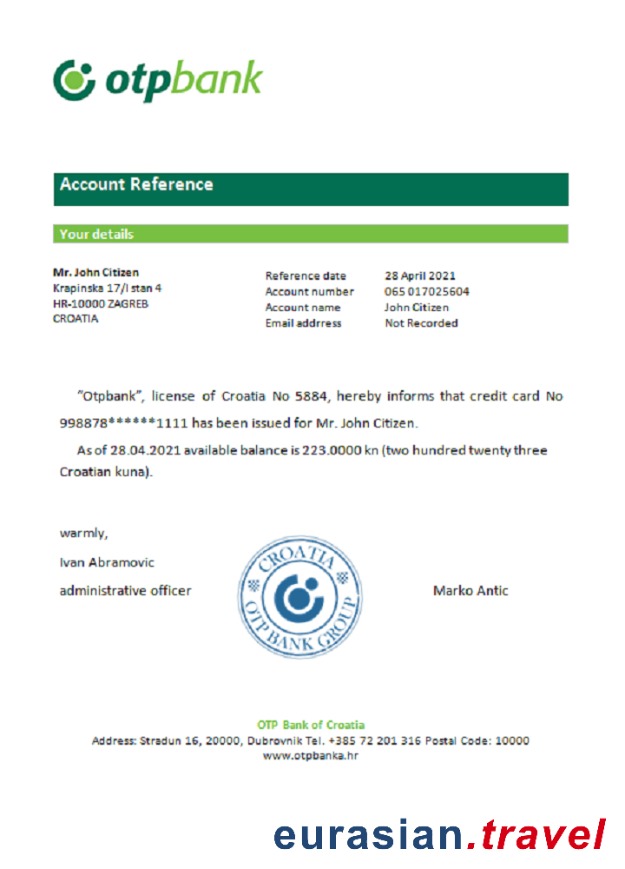 otpbank
Account Reference
Your details
Mr. John Citizen
Krapinska 17/I stan 4
HR-10000 ZAGREB
CROATIA
Reference date 28 April 2021
Account number 065 017025604
Account name John Citizen
Email addrress Not Recorded
“Otpbank”, license of Croatia No 5884, hereby informs that credit card No
998878******1111 has been issued for Mr. John Citizen.
As of 28.04.2021 available balance is 223.0000 kn (two hundred twenty three
Croatian kuna).
warmly,
Ivan Abramovic
administrative officer
CROATIA
OTP BANK GROUP
Marko Antic
OTP Bank of Croatia
Address: Stradun 16, 20000, Dubrovnik Tel. +385 72 201 316 Postal Code: 10000
www.otpbanka.hr
eurasian.travel